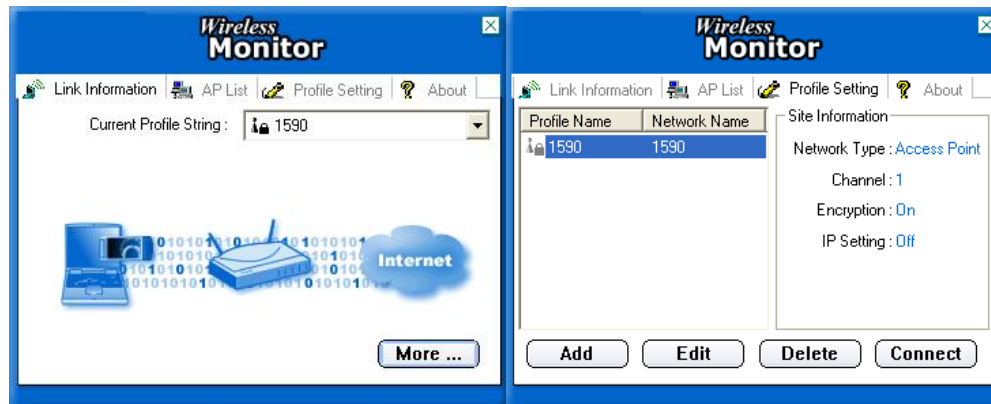 Wireless
Monitor
Link Information AP List Profile Setting About
Current Profile String : 1590
Internet
More ...
Wireless
Monitor
Link Information AP List Profile Setting About
Profile Name Network Name
1590 1590
Site Information
Network Type : Access Point
Channel : 1
Encryption : On
IP Setting : Off
Add Edit Delete Connect